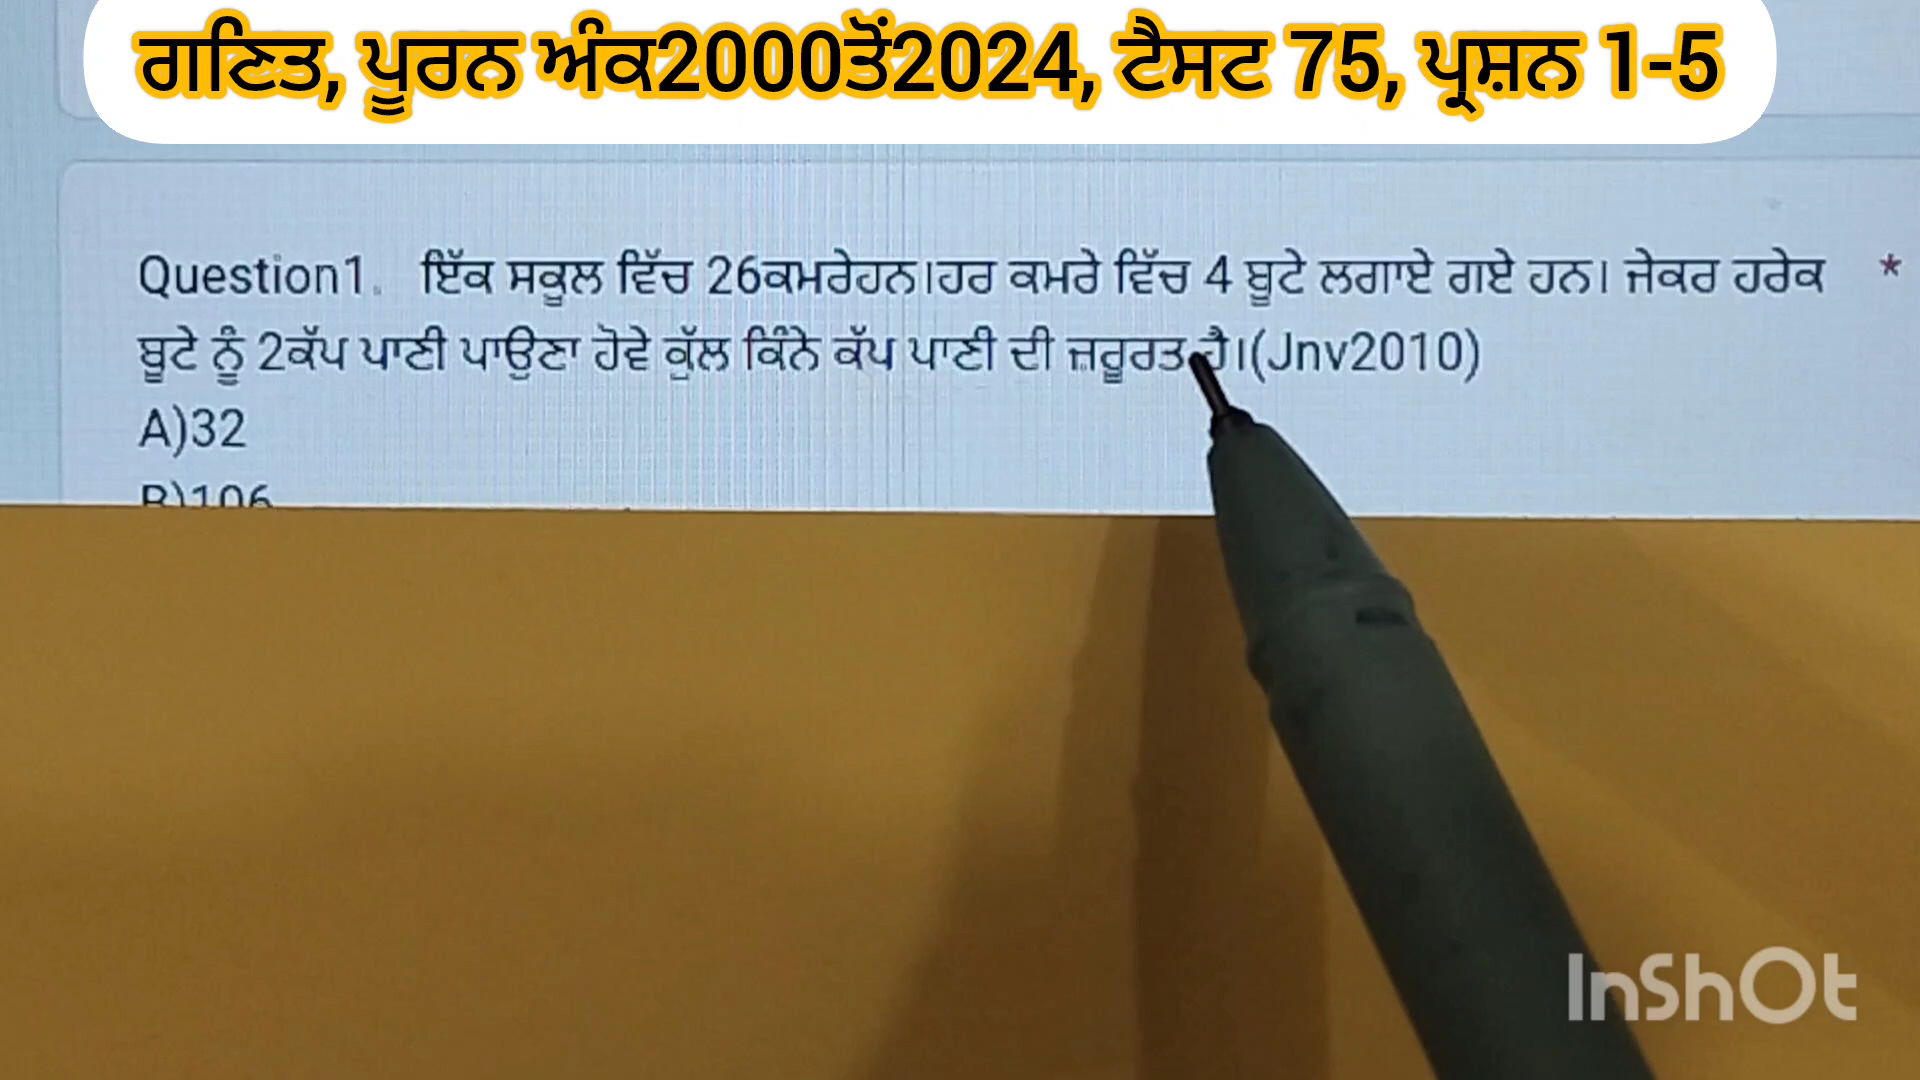 ਗਣਿਤ, ਪੂਰਨ ਅੰਕ2000ਤੋਂ2024, ਟੈਸਟ 75, ਪ੍ਰਸ਼ਨ 1-5
Question1. ਇੱਕ ਸਕੂਲ ਵਿੱਚ 26ਕਮਰੇਹਨ।ਹਰ ਕਮਰੇ ਵਿੱਚ 4 ਬੂਟੇ ਲਗਾਏ ਗਏ ਹਨ। ਜੇਕਰ ਹਰੇਕ *
ਬੂਟੇ ਨੂੰ 2ਕੱਪ ਪਾਣੀ ਪਾਉਣਾ ਹੋਵੇ ਕੁੱਲ ਕਿੰਨੇ ਕੱਪ ਪਾਣੀ ਦੀ ਜ਼ਰੂਰਤ ਹੈ।(Jnv2010)
A)32
B)106
InShOt